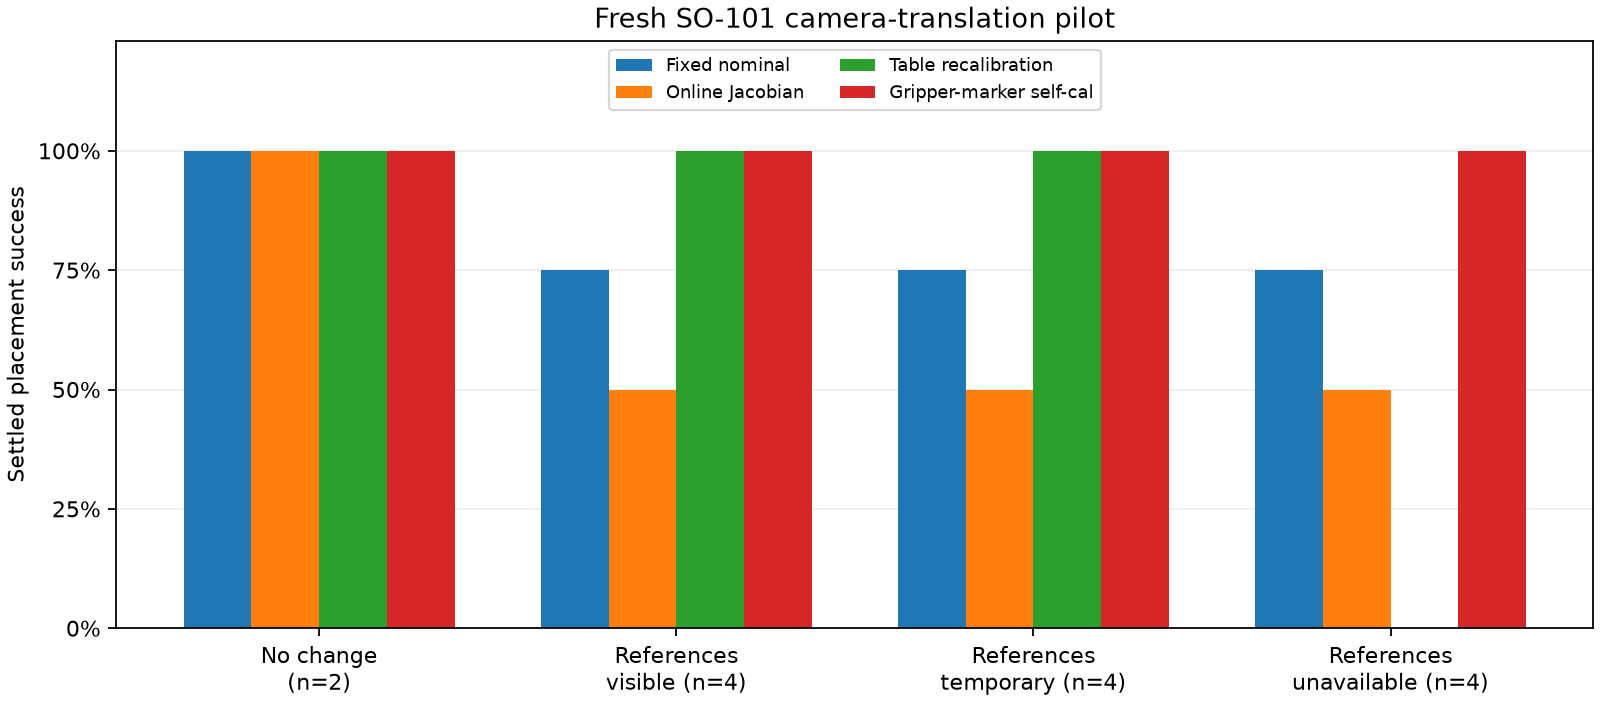 Fresh SO-101 camera-translation pilot
Fixed nominal
Online Jacobian
Table recalibration
Gripper-marker self-cal
Settled placement success
100%
75%
50%
25%
0%
No change
(n=2)
References
visible (n=4)
References
temporary (n=4)
References
unavailable (n=4)